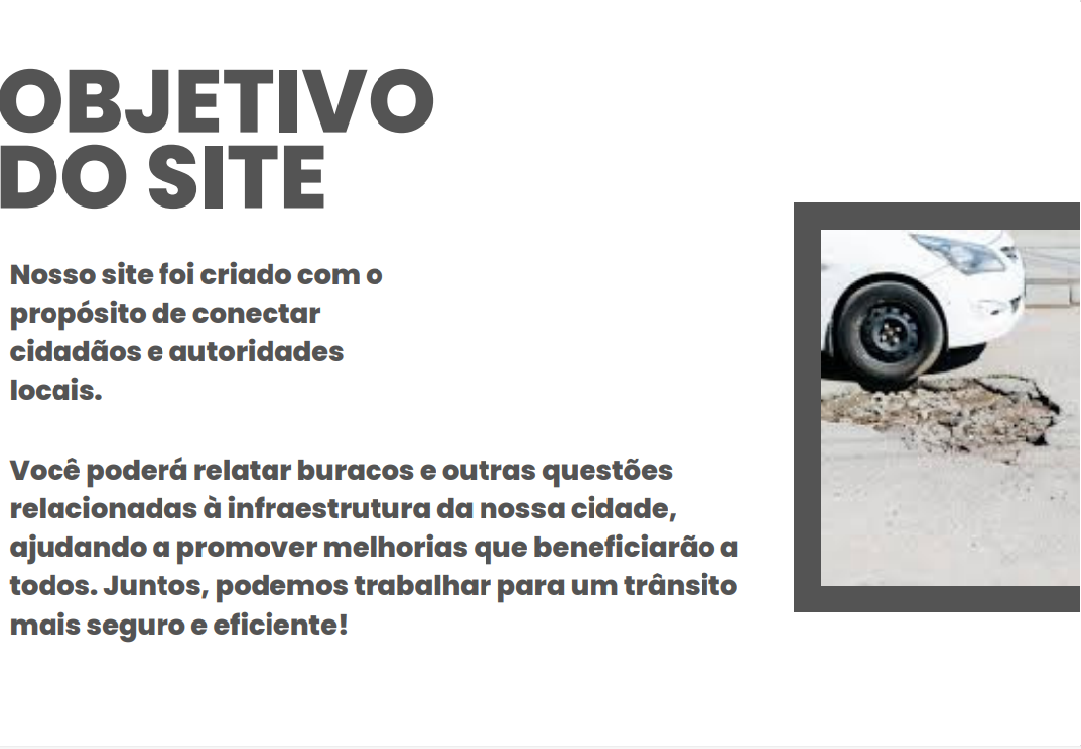 OBJETIVO
DO SITE
Nosso site foi criado com o
propósito de conectar
cidadãos e autoridades
locais.
Você poderá relatar buracos e outras questões
relacionadas à infraestrutura da nossa cidade,
ajudando a promover melhorias que beneficiarão a
todos. Juntos, podemos trabalhar para um trânsito
mais seguro e eficiente!